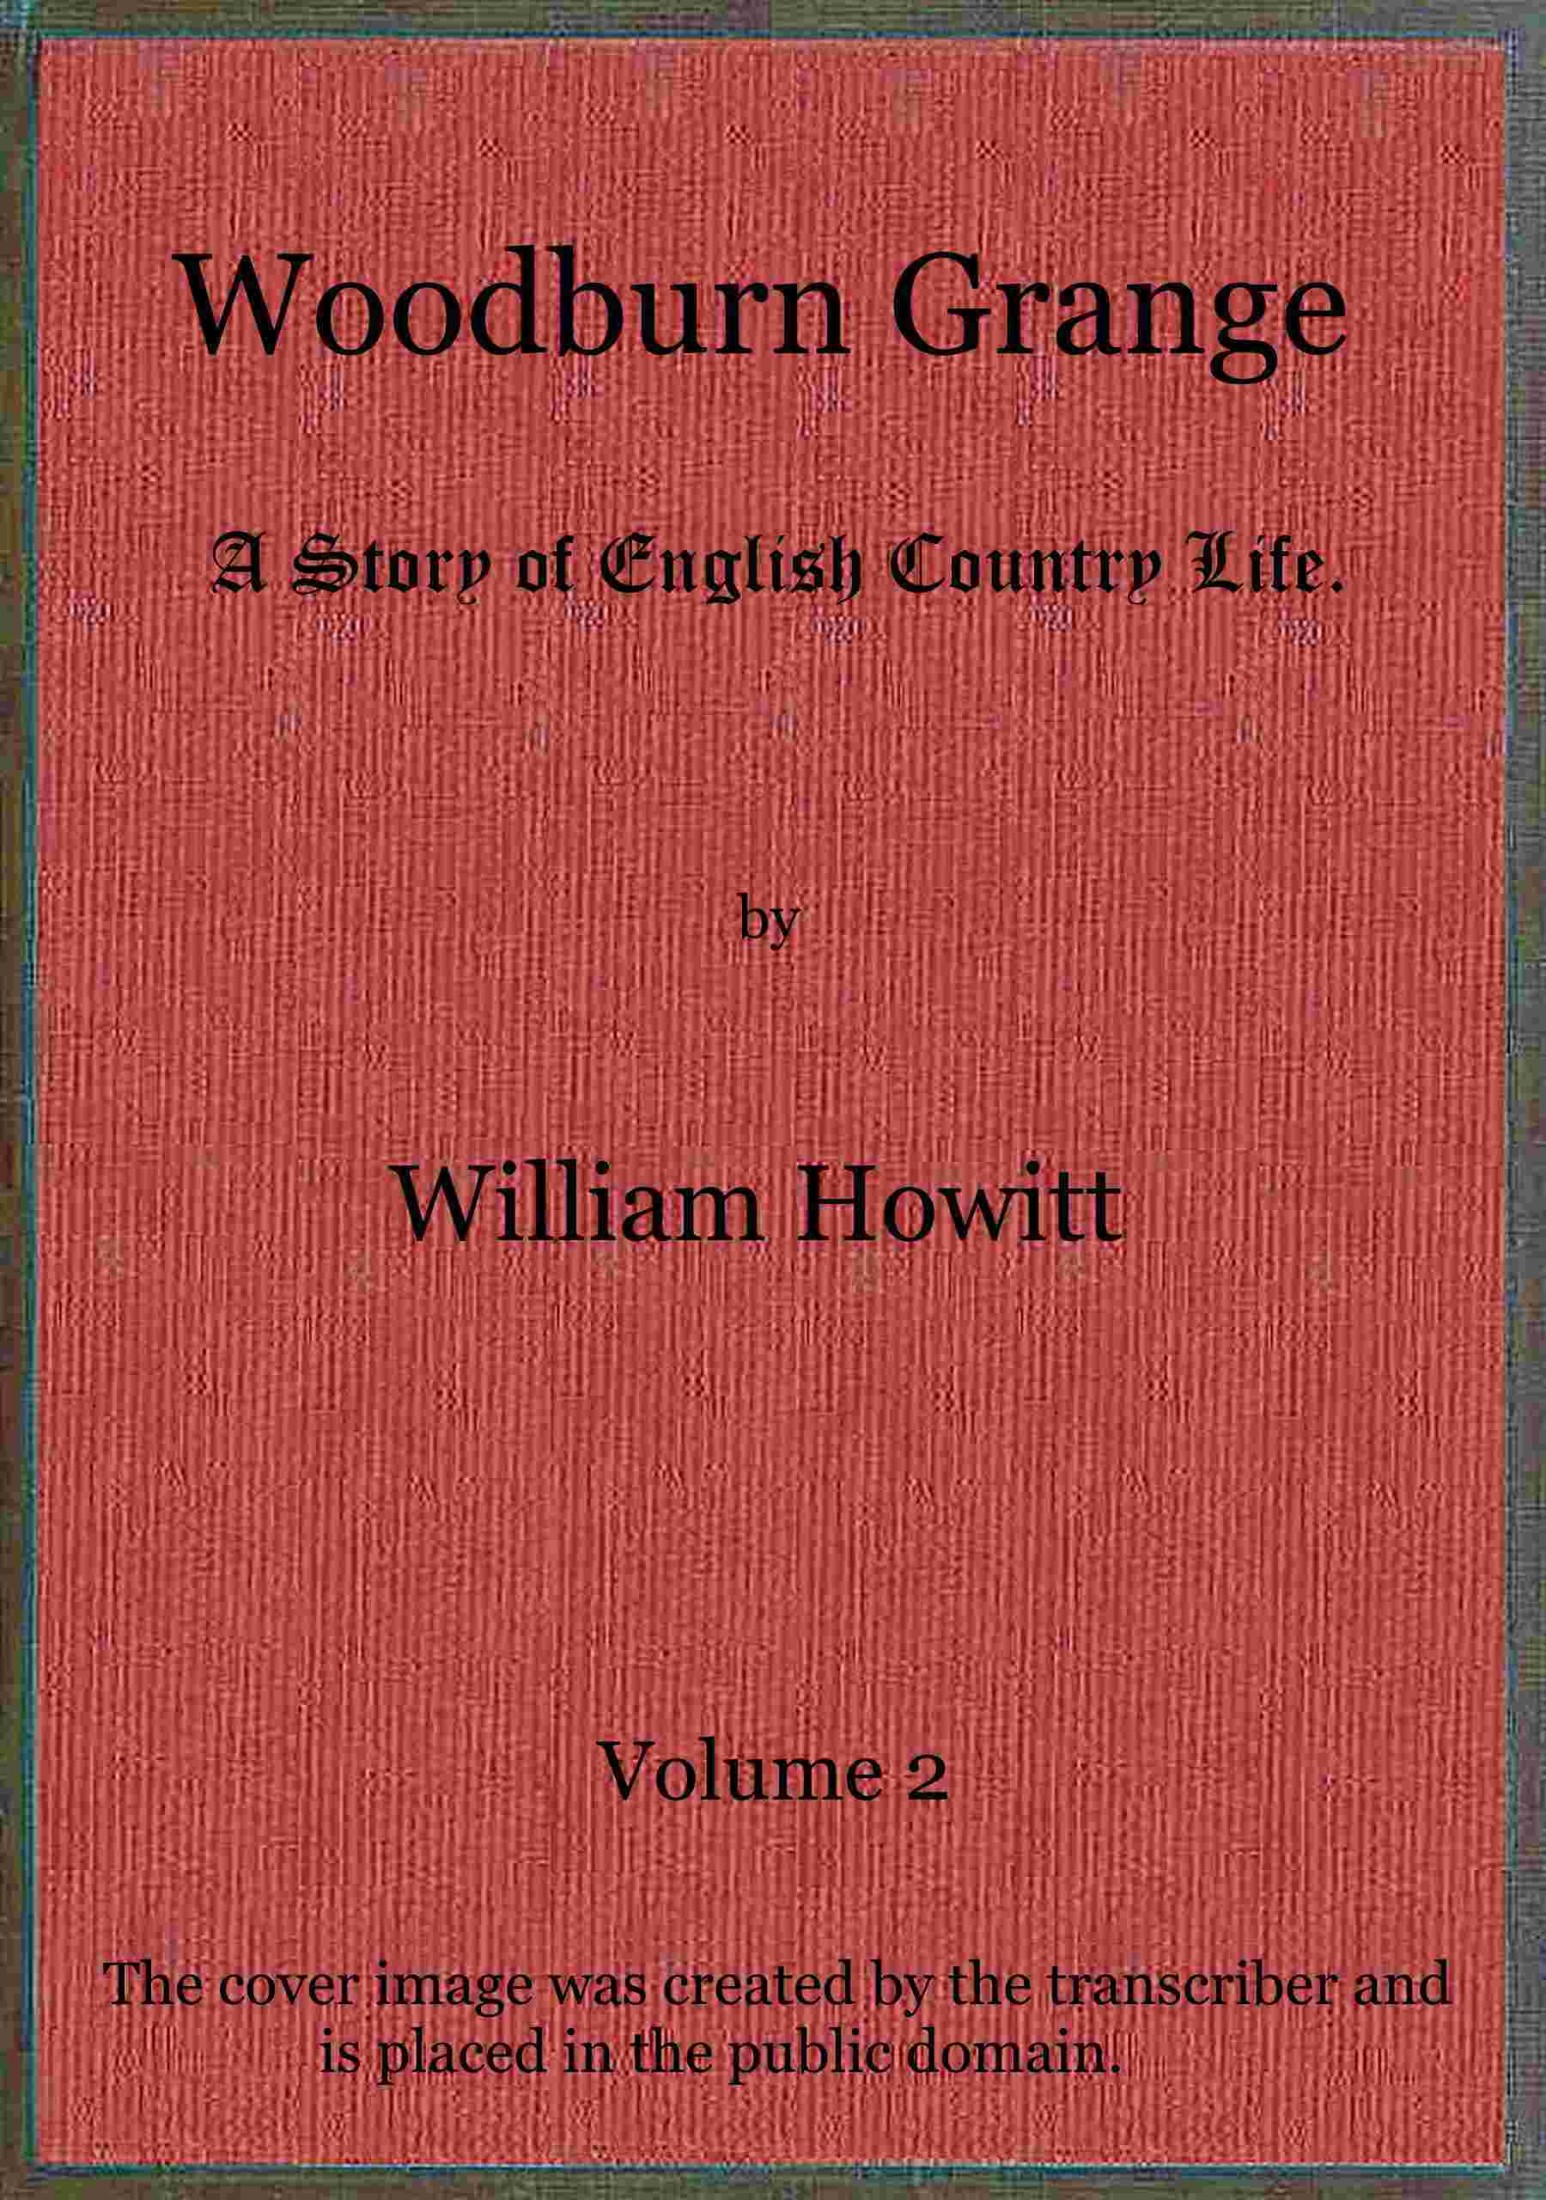 Woodburn Grange
A Story of English Country Life.
by
William Howitt
Volume 2
The cover image was created by the transcriber and
is placed in the public domain.